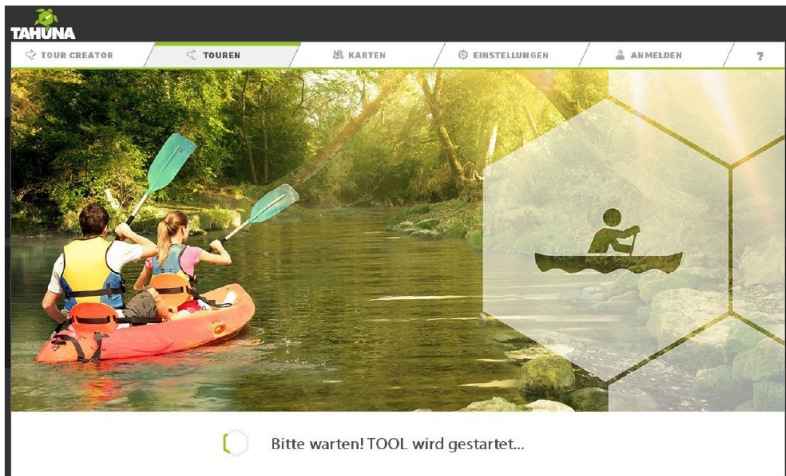 TAHUNA
TOUR CREATOR
TOUREN
KARTEN
EINSTELLUNGEN
ANMELDEN
?
Bitte warten! TOOL wird gestartet...